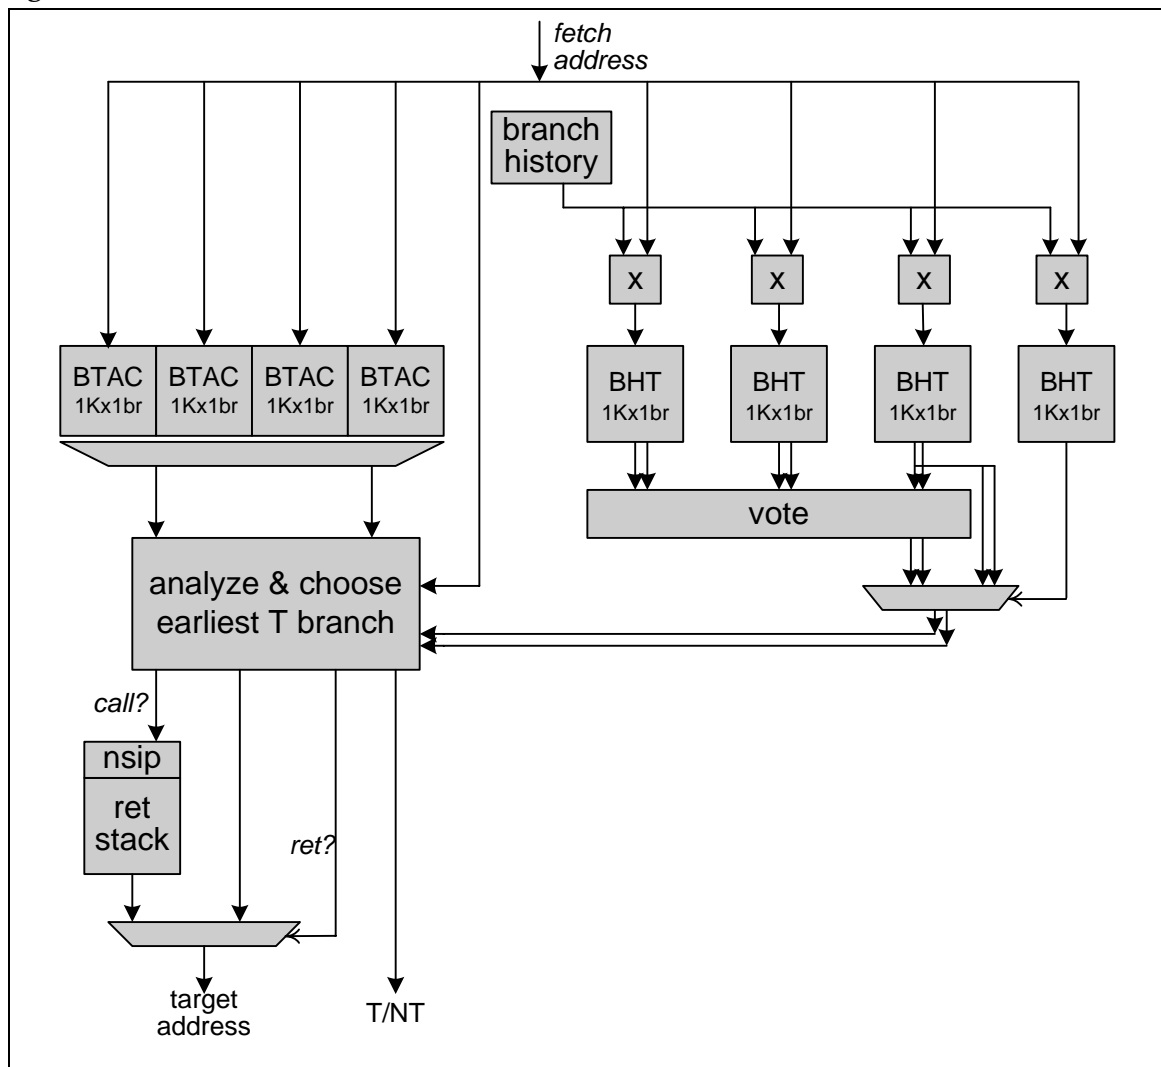 fetch
address
branch
history
x
x
x
x
BTAC
1Kx1br
BTAC
1Kx1br
BTAC
1Kx1br
BTAC
1Kx1br
BHT
1Kx1br
BHT
1Kx1br
BHT
1Kx1br
BHT
1Kx1br
vote
analyze & choose
earliest T branch
call?
nsip
ret
stack
ret?
target
address
T/NT